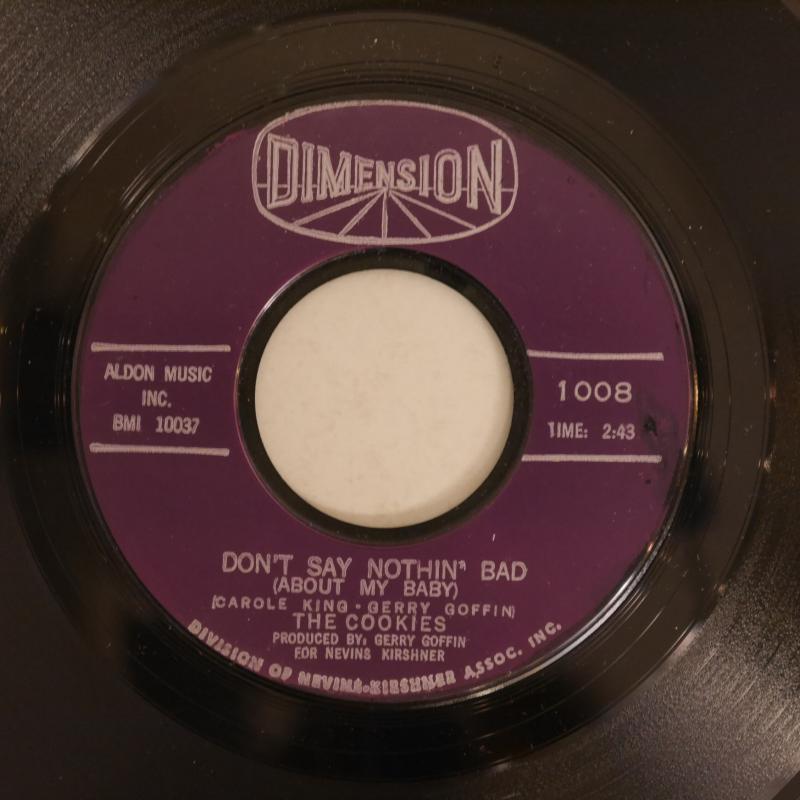 DIMENSION
ALDON MUSIC
INC.
BMI 10037
1008
TIME: 2:43
DON'T SAY NOTHIN' BAD
(ABOUT MY BABY)
(CAROLE KING - GERRY GOFFIN)
THE COOKIES
PRODUCED BY: GERRY GOFFIN
FOR NEVINS KIRSHNER
DIVISION OF NEVINS-KIRSHNER ASSOC. INC.